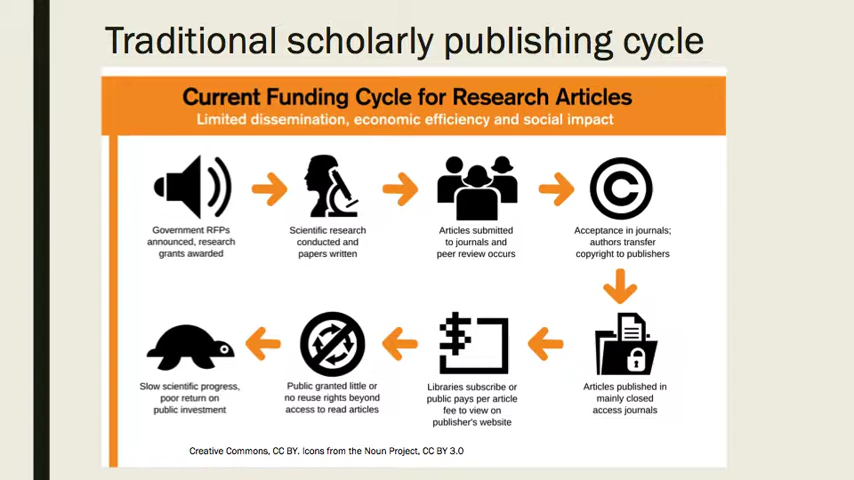 Traditional scholarly publishing cycle
Current Funding Cycle for Research Articles
Limited dissemination, economic efficiency and social impact
Government RFPs
announced, research
grants awarded
Scientific research
conducted and
papers written
Articles submitted
to journals and
peer review occurs
Acceptance in journals;
authors transfer
copyright to publishers
Slow scientific progress,
poor return on
public investment
Public granted little or
no reuse rights beyond
access to read articles
Libraries subscribe or
public pays per article
fee to view on
publisher's website
Articles published in
mainly closed
access journals
Creative Commons, CC BY. Icons from the Noun Project, CC BY 3.0